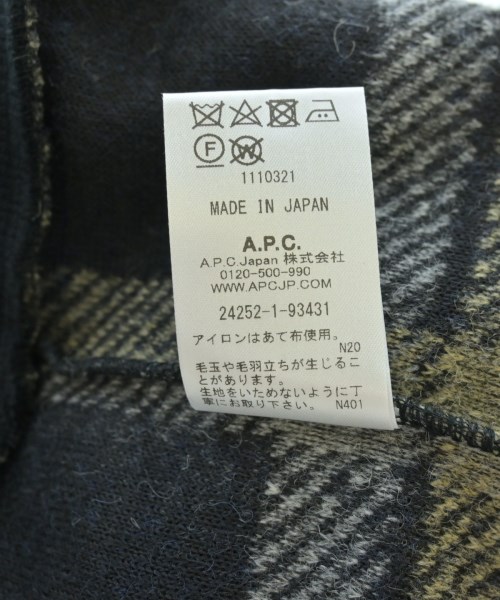 F W
1110321
MADE IN JAPAN
A.P.C.
A.P.C.Japan 株式会社
0120-500-990
WWW.APCJP.COM
24252-1-93431
アイロンはあて布使用。
N20
毛玉や毛羽立ちが生じるこ
とがあります。
生地をいためないように丁
寧にお取り下さい。 N401